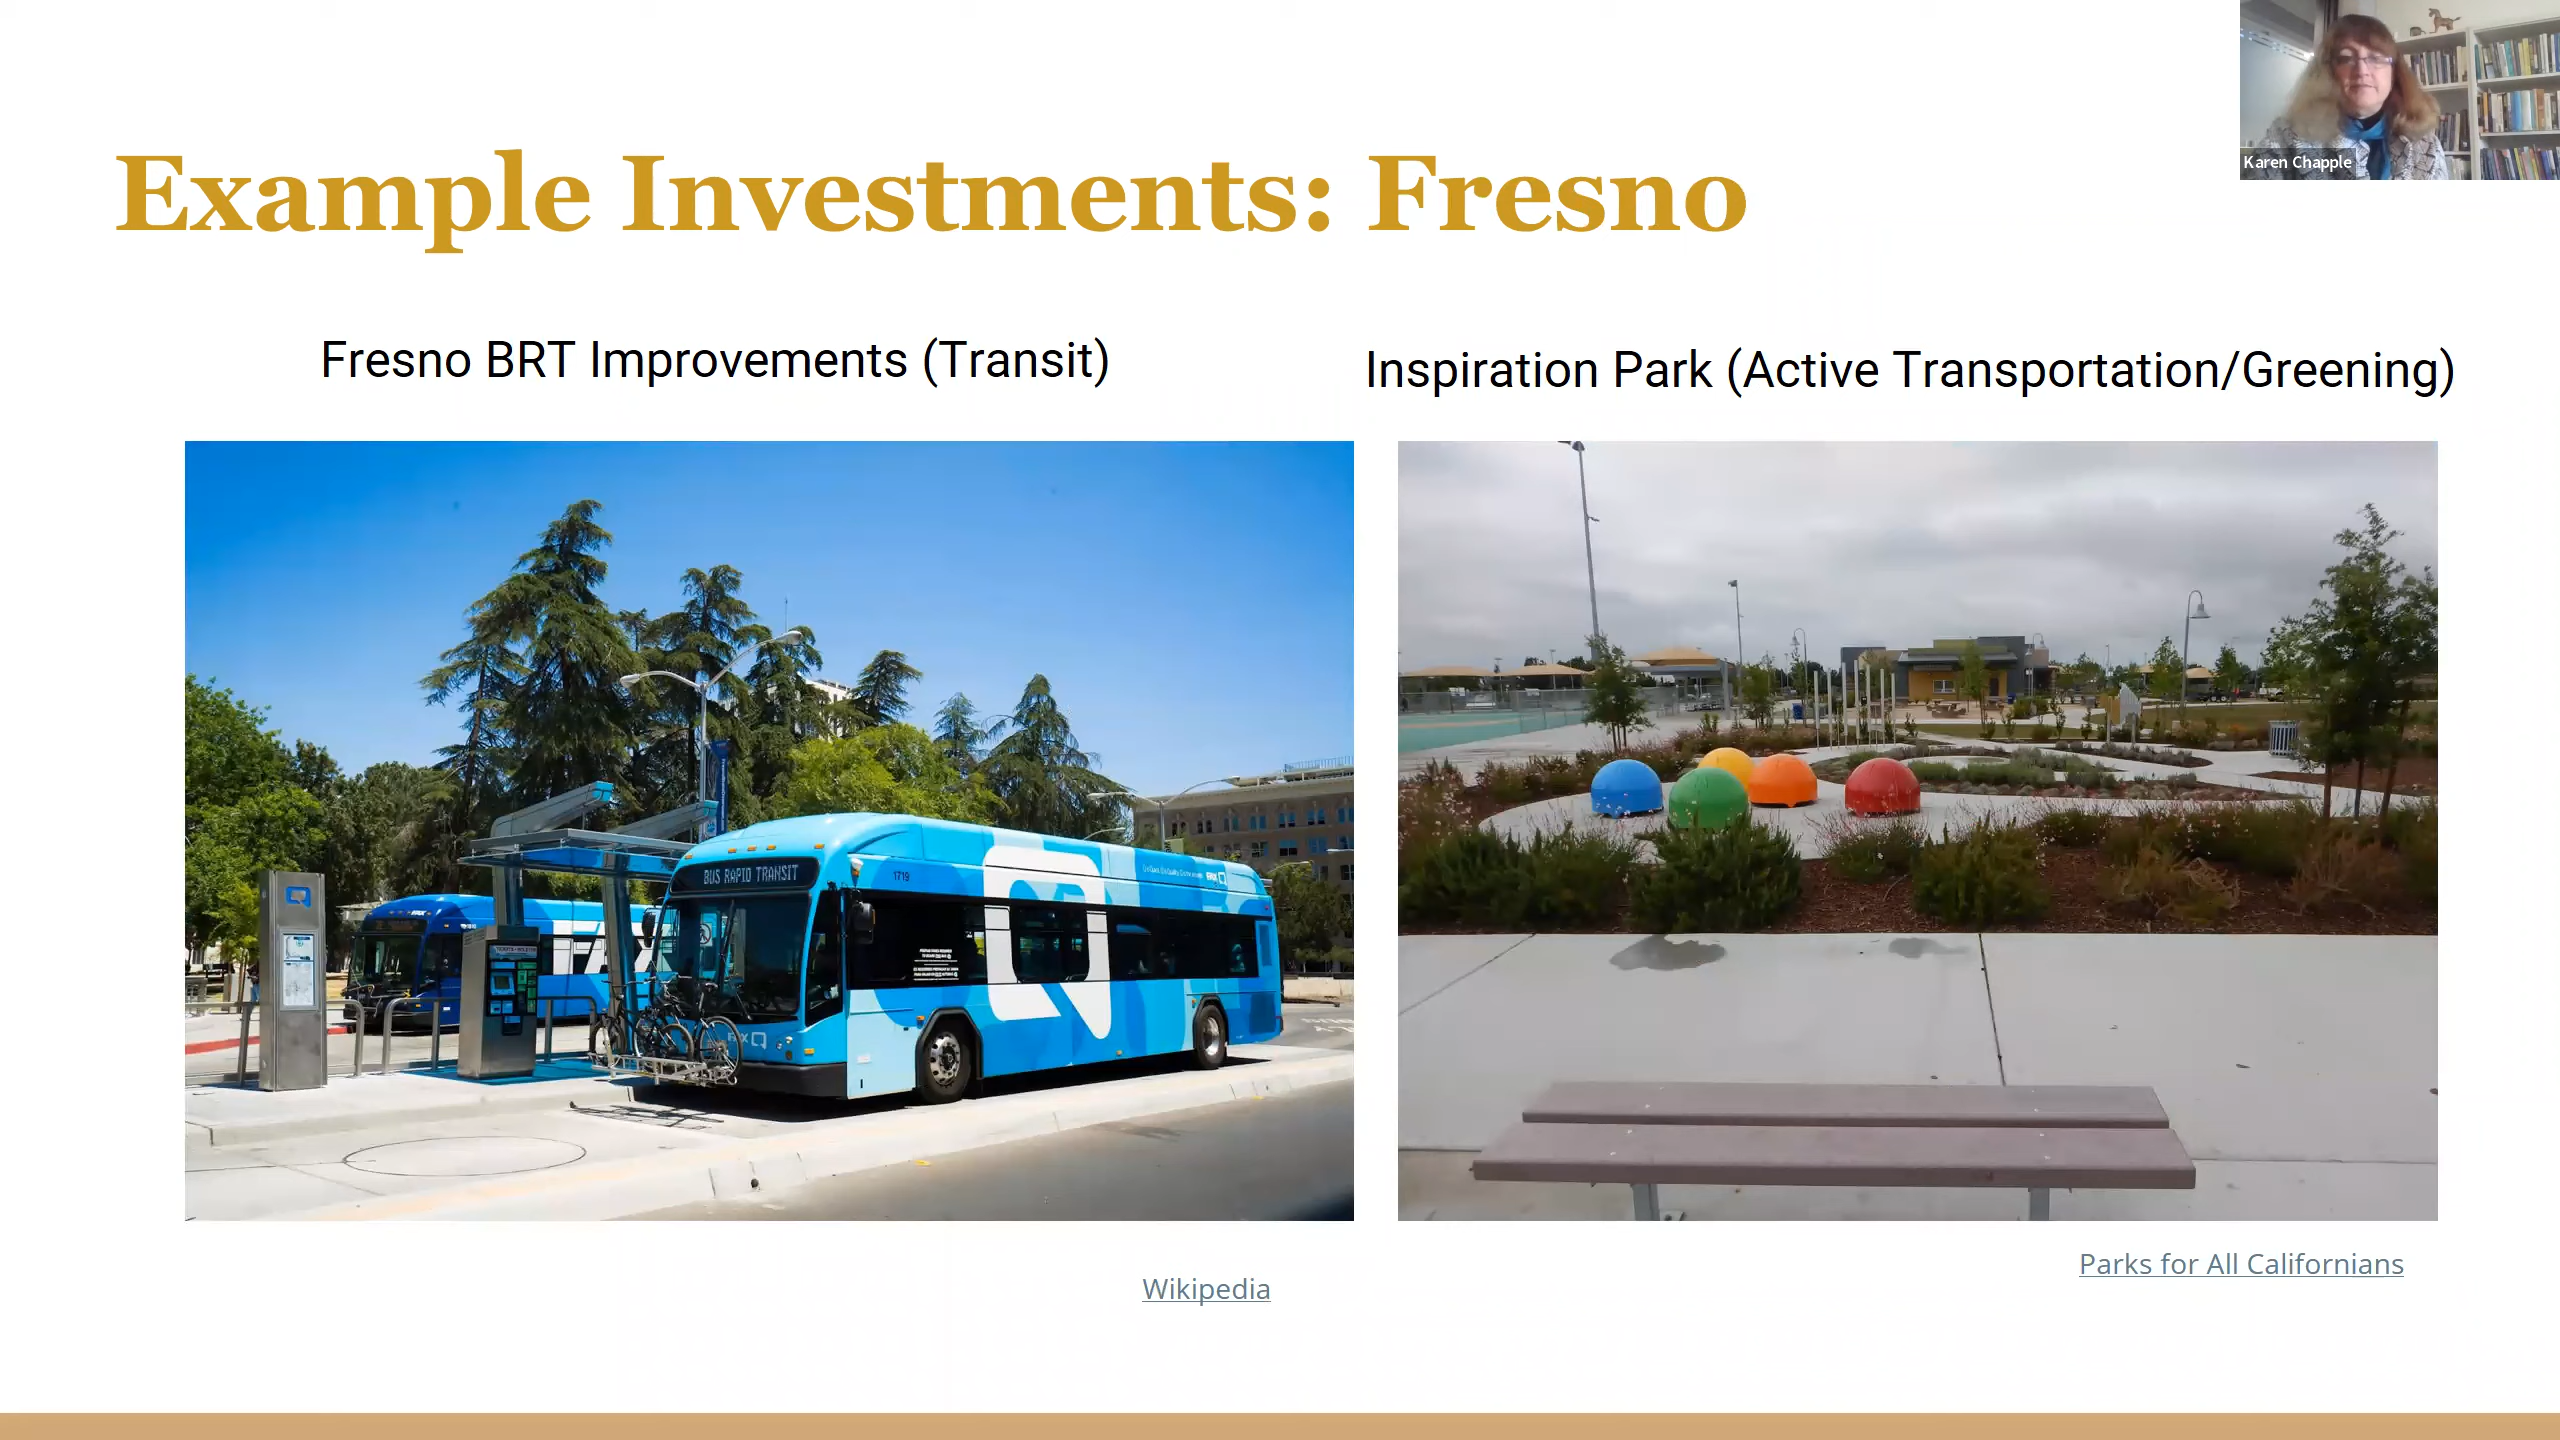 Karen Chapple
Example Investments: Fresno
Fresno BRT Improvements (Transit)
Inspiration Park (Active Transportation/Greening)
BUS RAPID TRANSIT
1719
Wikipedia
Parks for All Californians